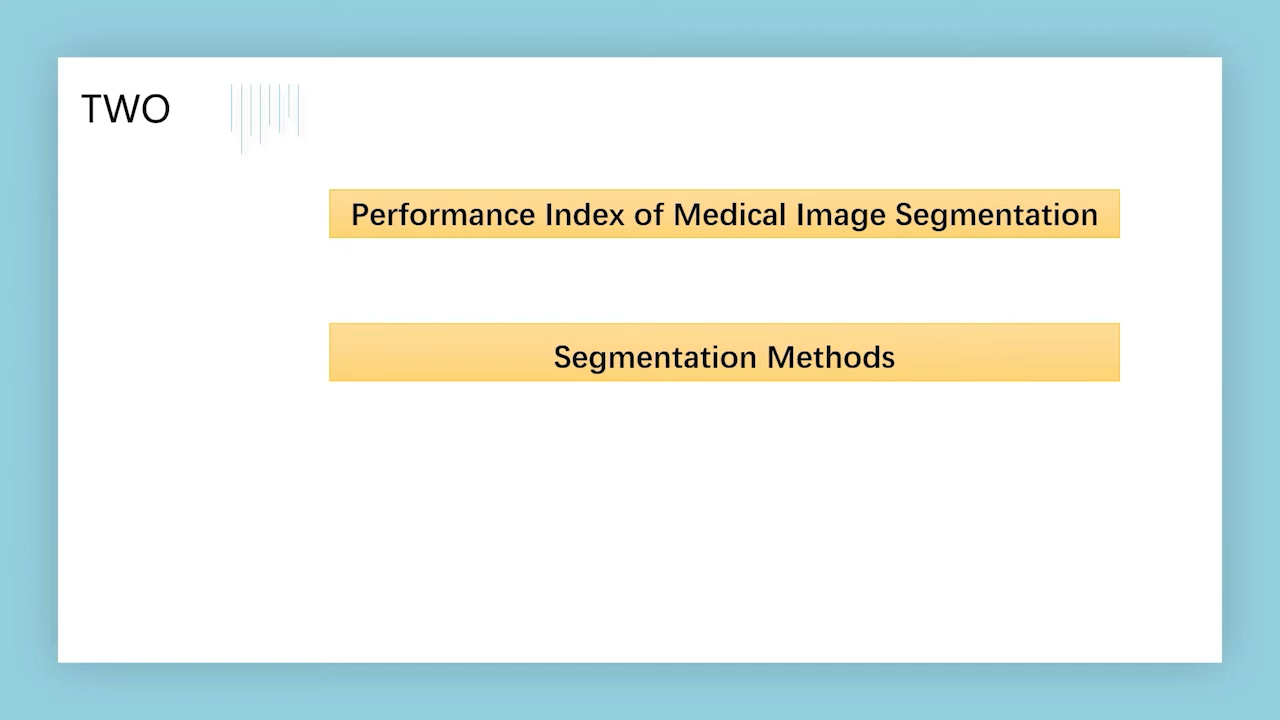 TWO
Performance Index of Medical Image Segmentation
Segmentation Methods